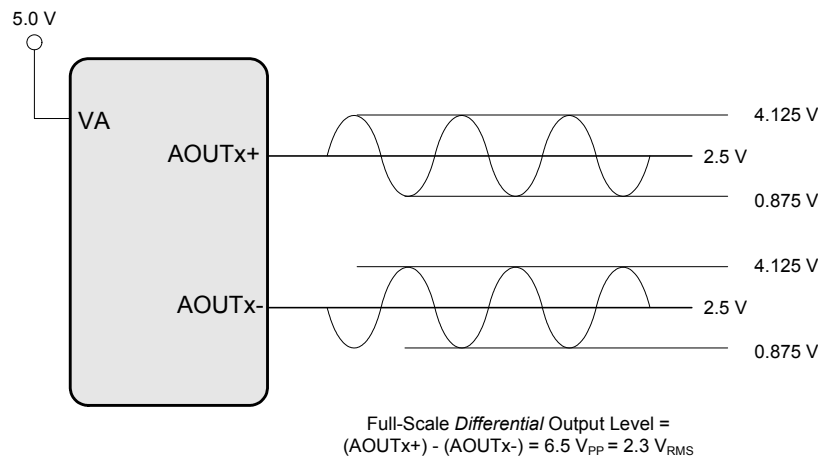 5.0 V
VA
AOUTx+
4.125 V
2.5 V
0.875 V
AOUTx-
4.125 V
2.5 V
0.875 V
Full-Scale Differential Output Level =
(AOUTx+) - (AOUTx-) = 6.5 VPP = 2.3 VRMS